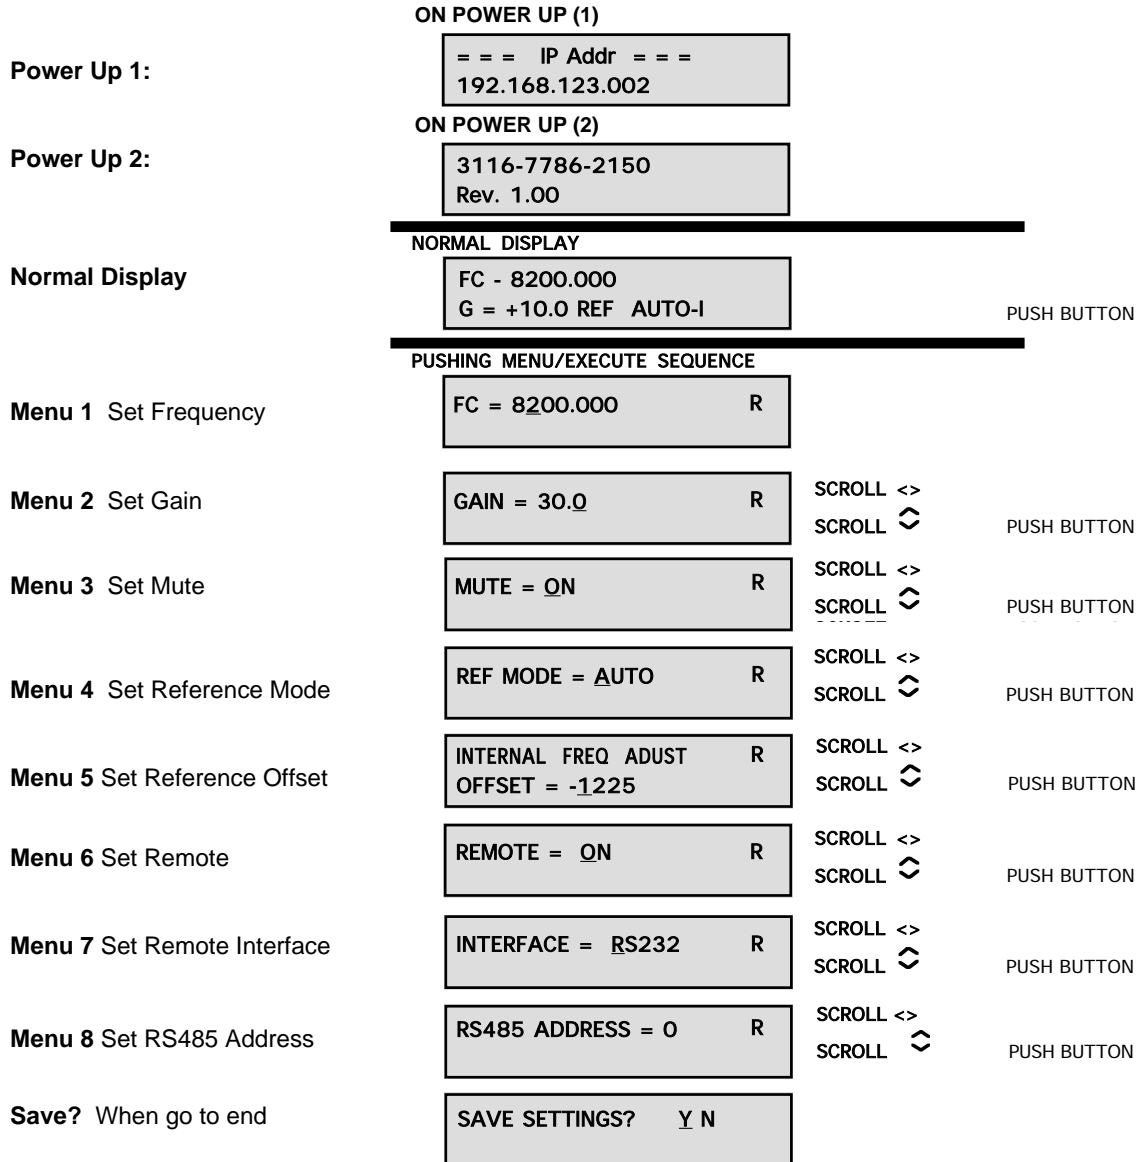 ON POWER UP (1)
Power Up 1:
= = = IP Addr = = =
192.168.123.002
ON POWER UP (2)
Power Up 2:
3116-7786-2150
Rev. 1.00
NORMAL DISPLAY
Normal Display
FC - 8200.000
G = +10.0 REF AUTO-I
PUSH BUTTON
PUSHING MENU/EXECUTE SEQUENCE
Menu 1 Set Frequency
FC = 8200.000 R
Menu 2 Set Gain
GAIN = 30.0 R
SCROLL <>
SCROLL
PUSH BUTTON
Menu 3 Set Mute
MUTE = ON R
SCROLL <>
SCROLL
PUSH BUTTON
Menu 4 Set Reference Mode
REF MODE = AUTO R
SCROLL <>
SCROLL
PUSH BUTTON
Menu 5 Set Reference Offset
INTERNAL FREQ ADUST R
OFFSET = -1225
SCROLL <>
SCROLL
PUSH BUTTON
Menu 6 Set Remote
REMOTE = ON R
SCROLL <>
SCROLL
PUSH BUTTON
Menu 7 Set Remote Interface
INTERFACE = RS232 R
SCROLL <>
SCROLL
PUSH BUTTON
Menu 8 Set RS485 Address
RS485 ADDRESS = 0 R
SCROLL <>
SCROLL
PUSH BUTTON
Save? When go to end
SAVE SETTINGS? Y N